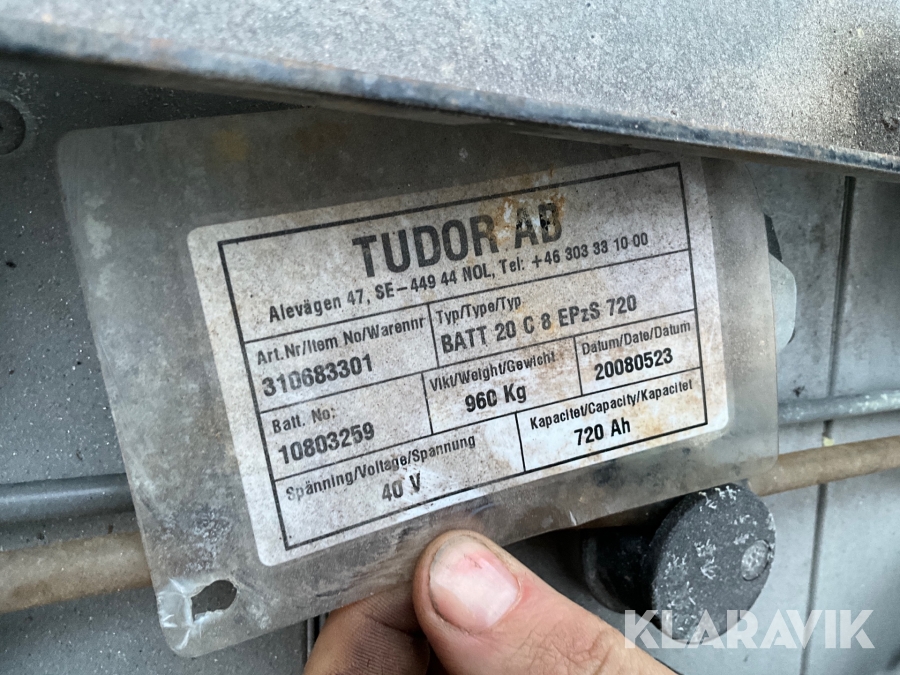 TUDOR AB
Alevägen 47, SE-449 44 NOL, Tel: +46 303 33 10 00
Art.Nr/Item No/Warennr
310683301
Typ/Type/Typ
BATT 20 C 8 EPzS 720
Batt. No:
10803259
Vikt/Weight/Gewicht
960 Kg
Datum/Date/Datum
20080523
Spänning/Voltage/Spannung
40 V
Kapacitet/Capacity/Kapacitet
720 Ah
KLARAVIK